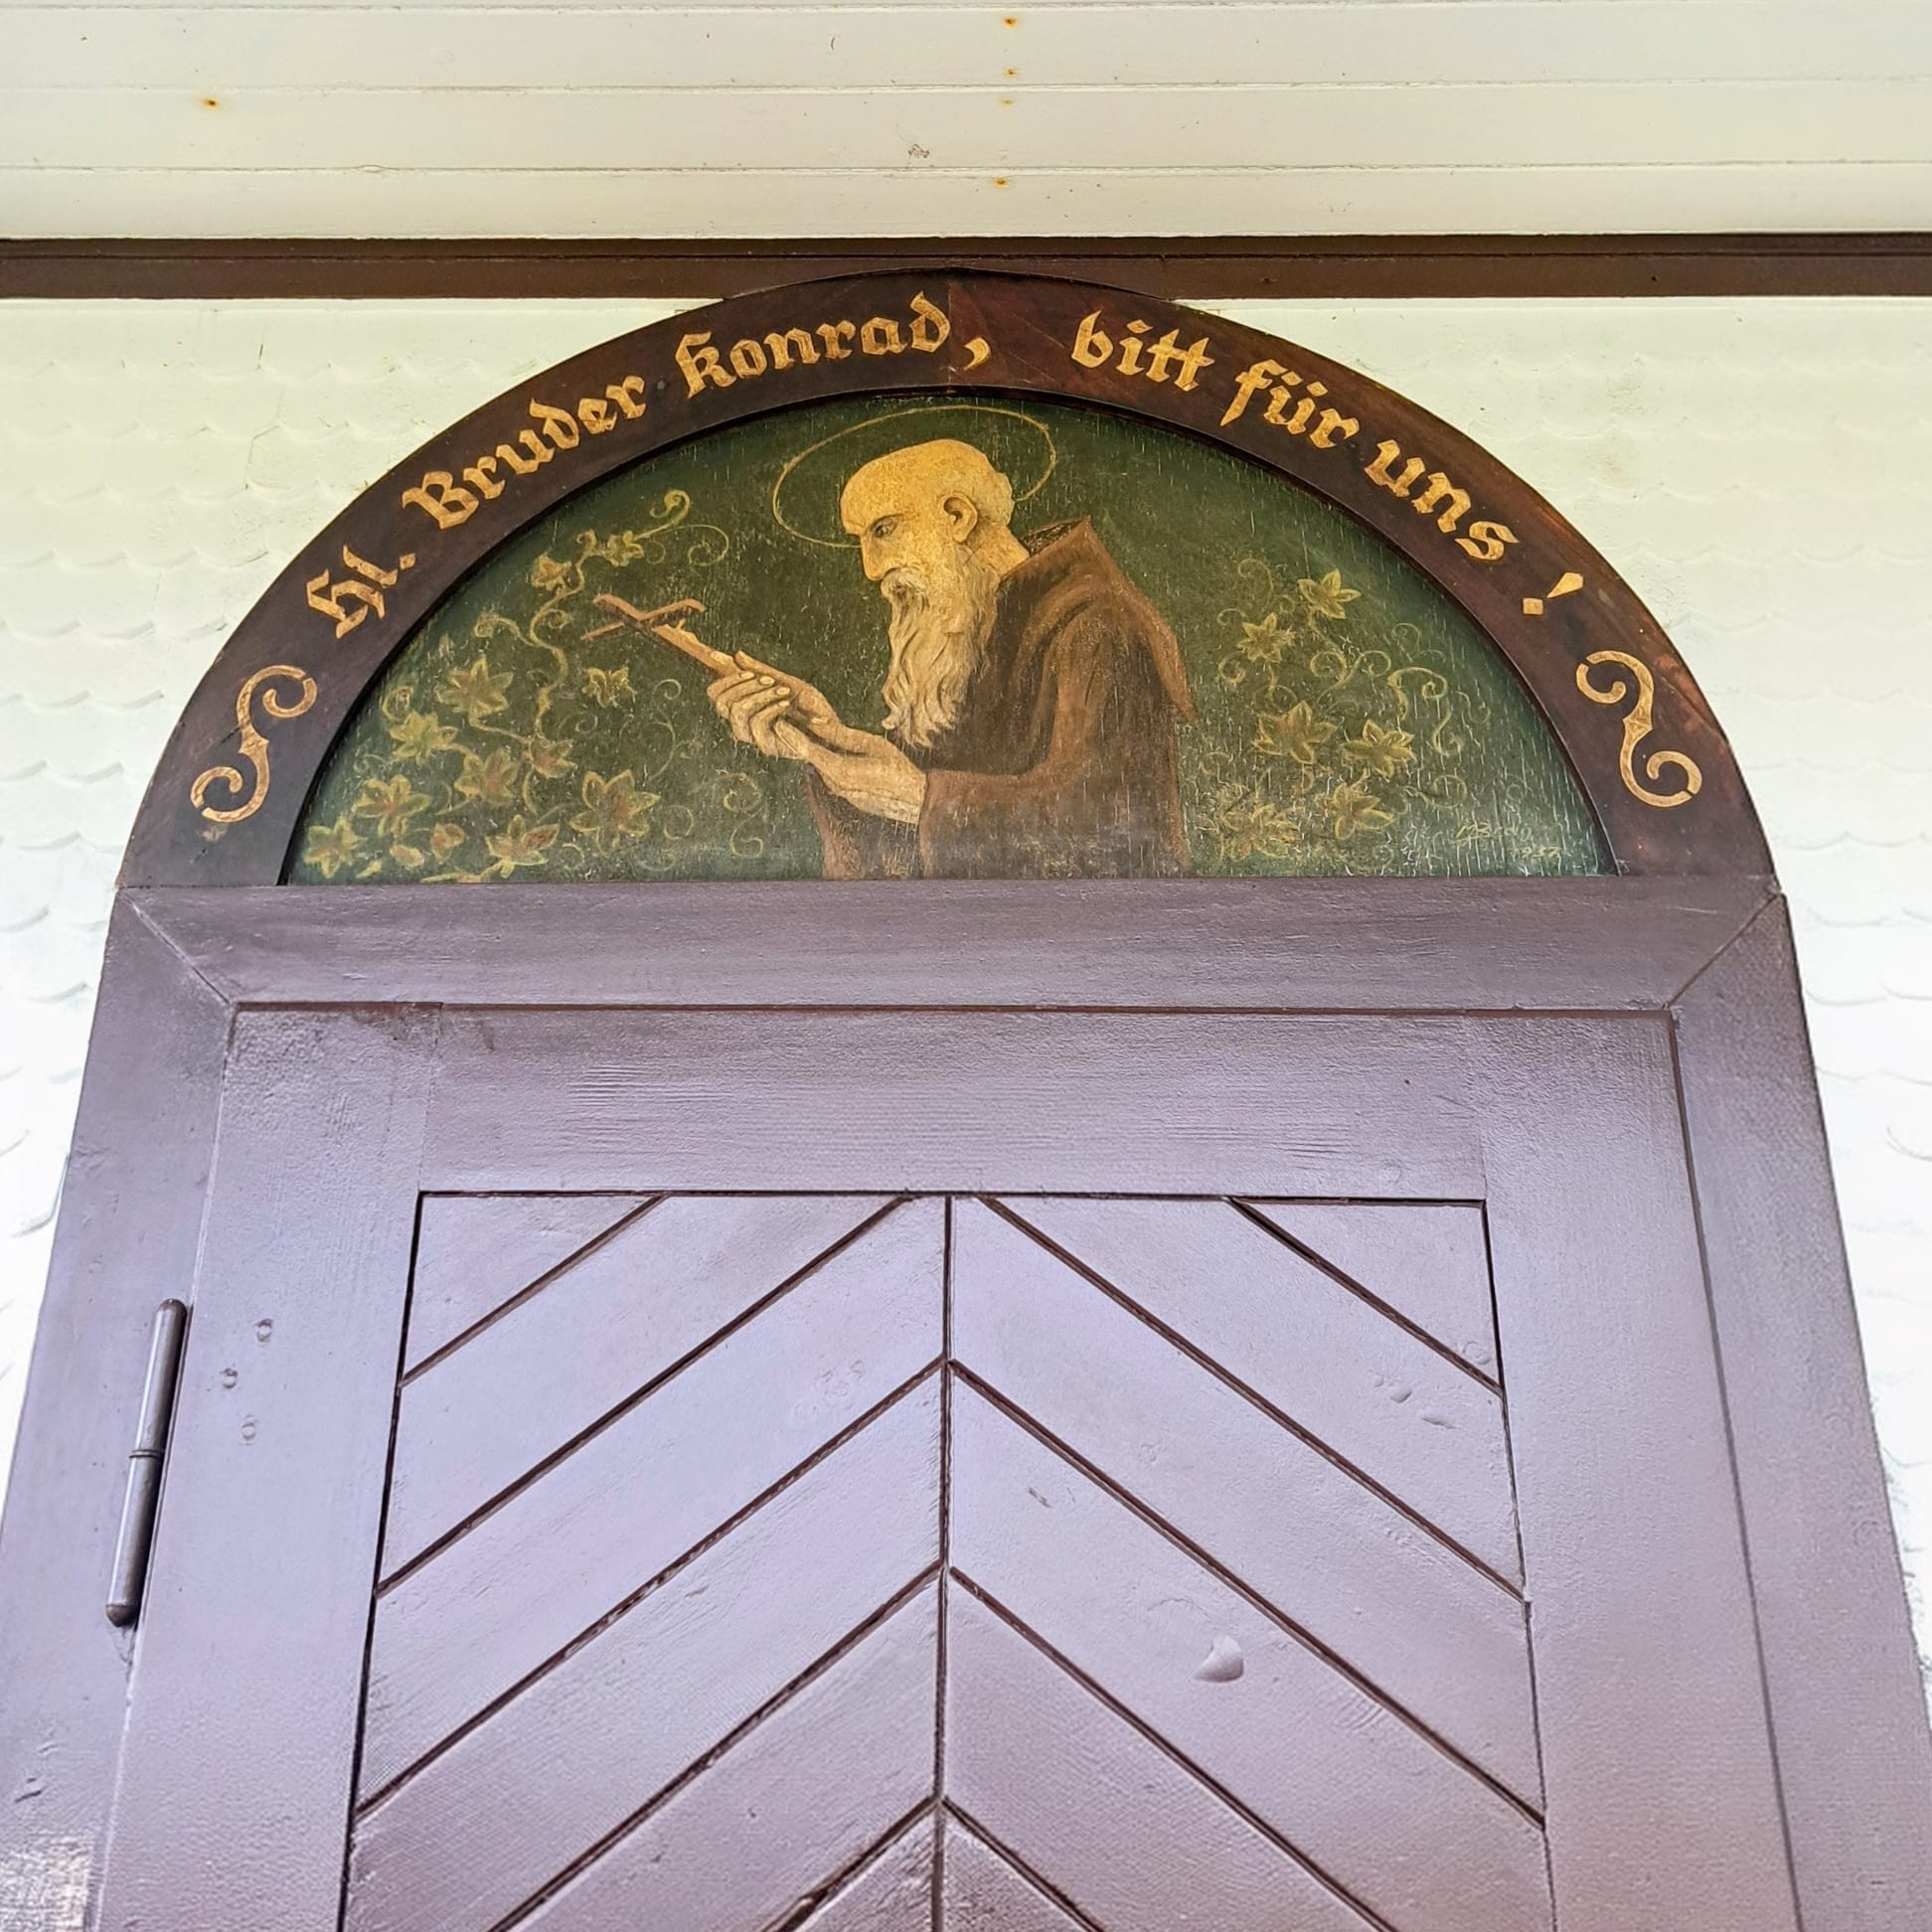 Hl. Bruder Konrad, bitt für uns!